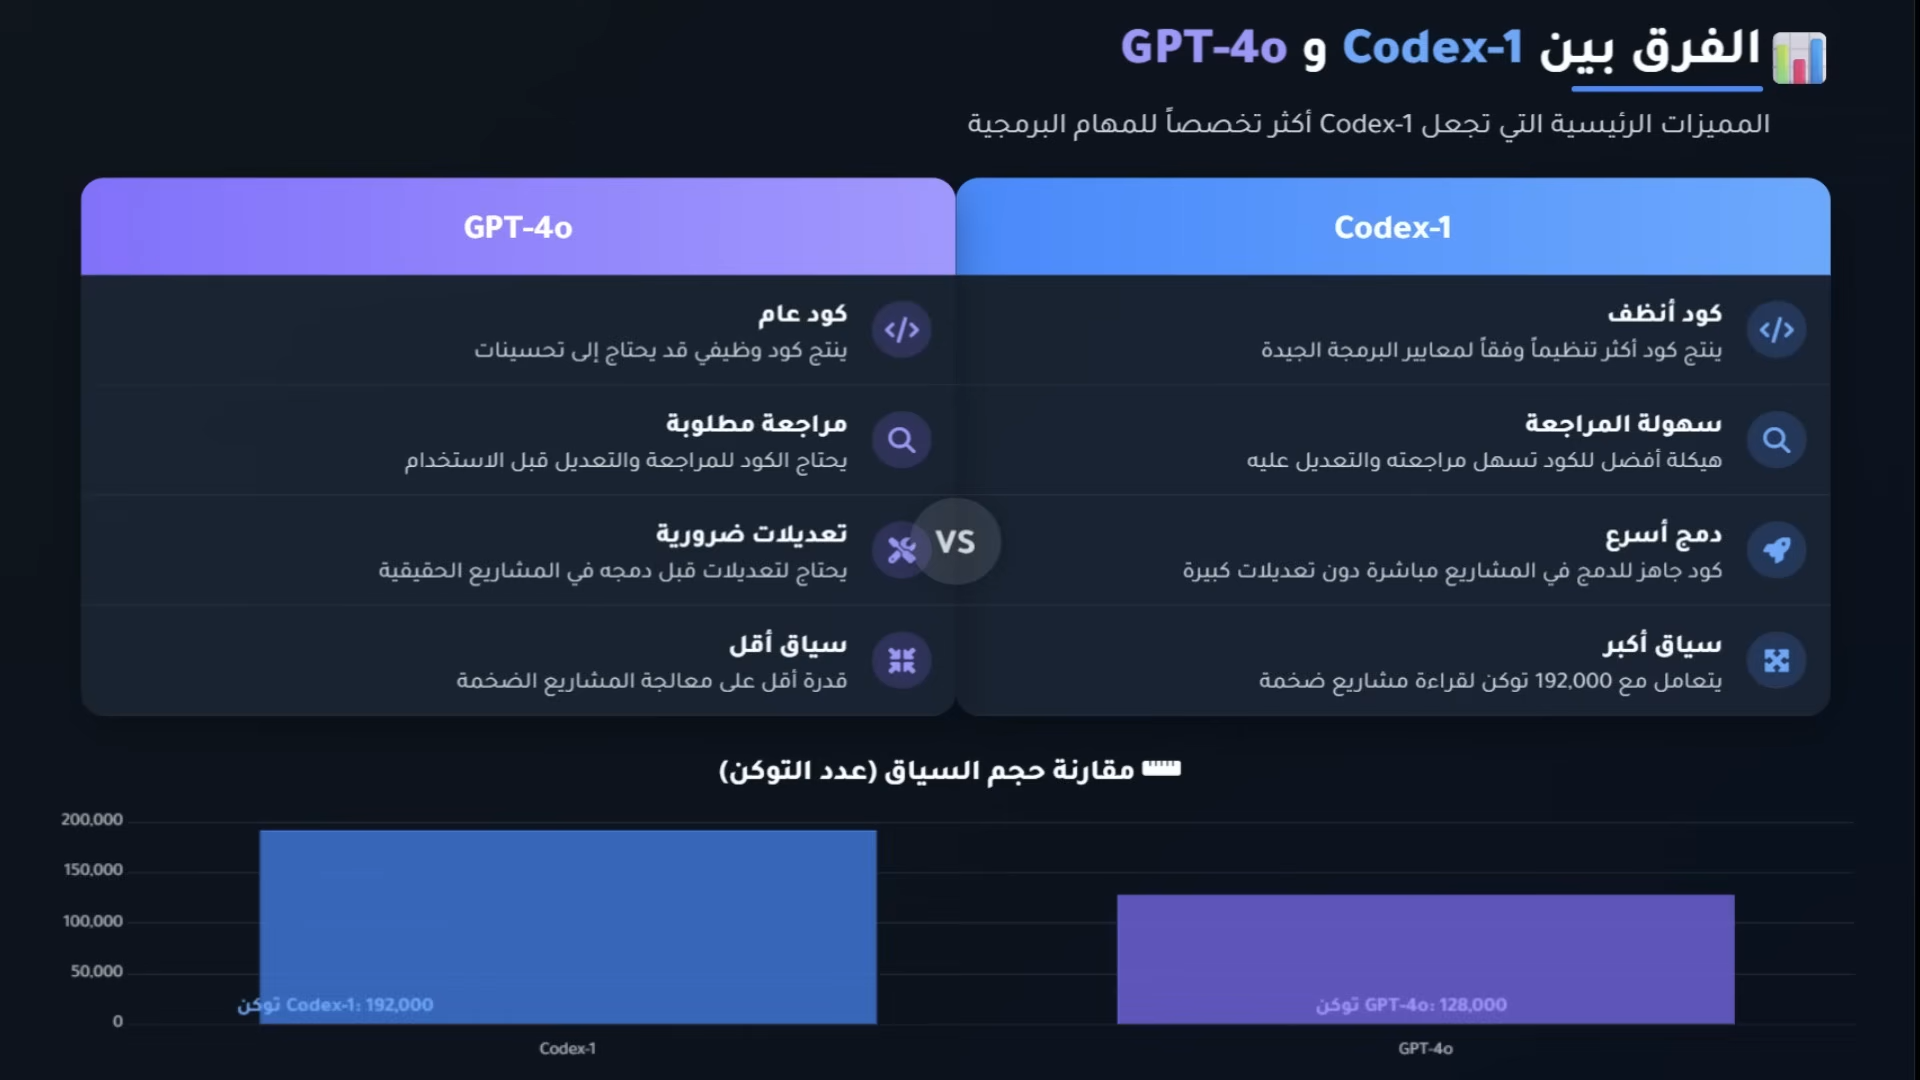 الفرق بين Codex-1 و GPT-4o
المميزات الرئيسية التي تجعل Codex-1 أكثر تخصصاً للمهام البرمجية
Codex-1
كود أنظف
ينتج كود أكثر تنظيماً وفقاً لمعايير البرمجة الجيدة
سهولة المراجعة
هيكلة أفضل للكود تسهل مراجعته والتعديل عليه
دمج أسرع
كود جاهز للدمج في المشاريع مباشرة دون تعديلات كبيرة
سياق أكبر
يتعامل مع 192,000 توكن لقراءة مشاريع ضخمة
VS
GPT-4o
كود عام
ينتج كود وظيفي قد يحتاج إلى تحسينات
مراجعة مطلوبة
يحتاج الكود للمراجعة والتعديل قبل الاستخدام
تعديلات ضرورية
يحتاج لتعديلات قبل دمجه في المشاريع الحقيقية
سياق أقل
قدرة أقل على معالجة المشاريع الضخمة
مقارنة حجم السياق (عدد التوكن)
200,000
150,000
100,000
50,000
0
Codex-1: 192,000 توكن
GPT-4o: 128,000 توكن
Codex-1
GPT-4o